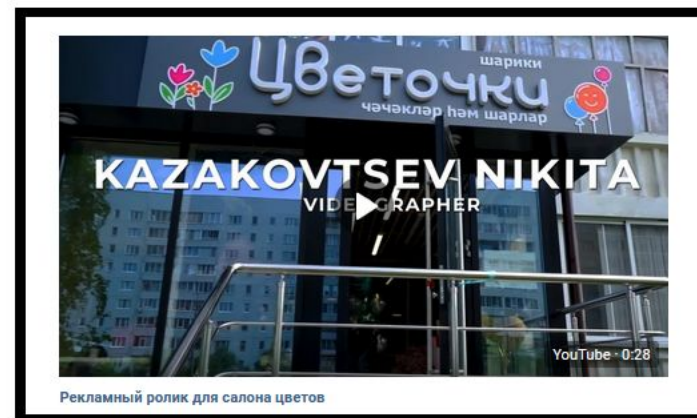 Цветочки
шарики
чәчәкләр һәм шарлар
KAZAKOVTSEV NIKITA
VIDEOGRAPHER
YouTube · 0:28
Рекламный ролик для салона цветов